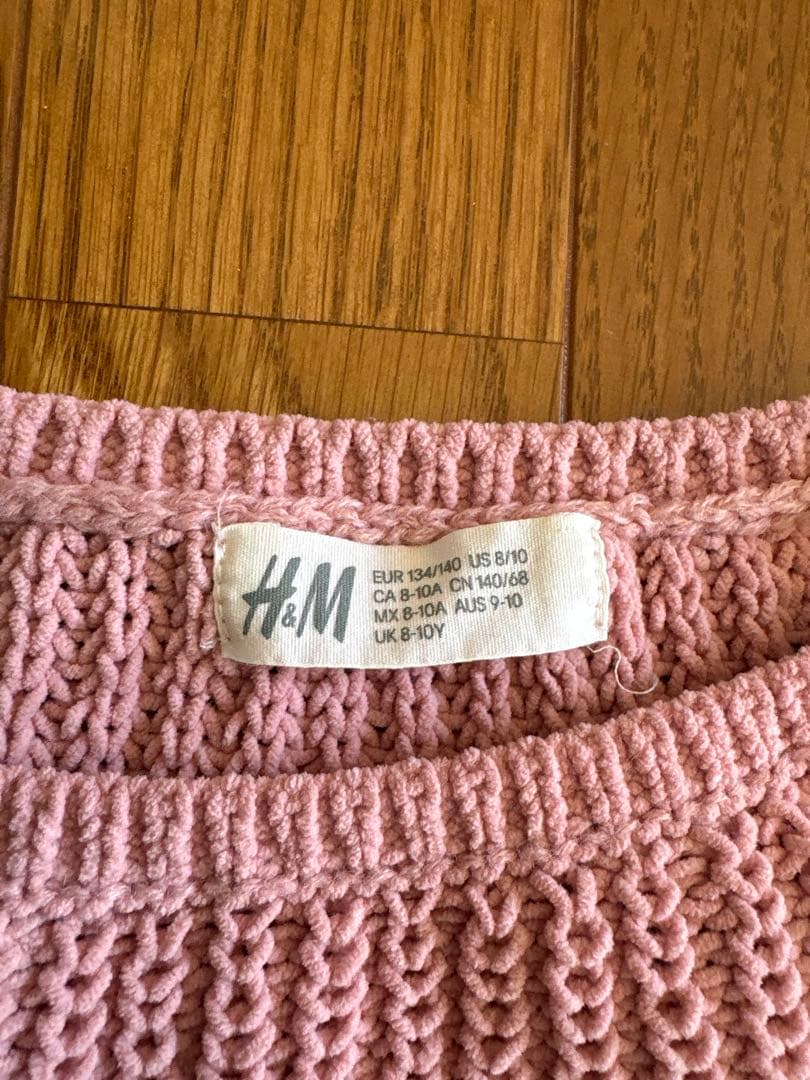 H&M
EUR 134/140 US 8/10
CA 8-10A CN 140/68
MX 8-10A AUS 9-10
UK 8-10Y